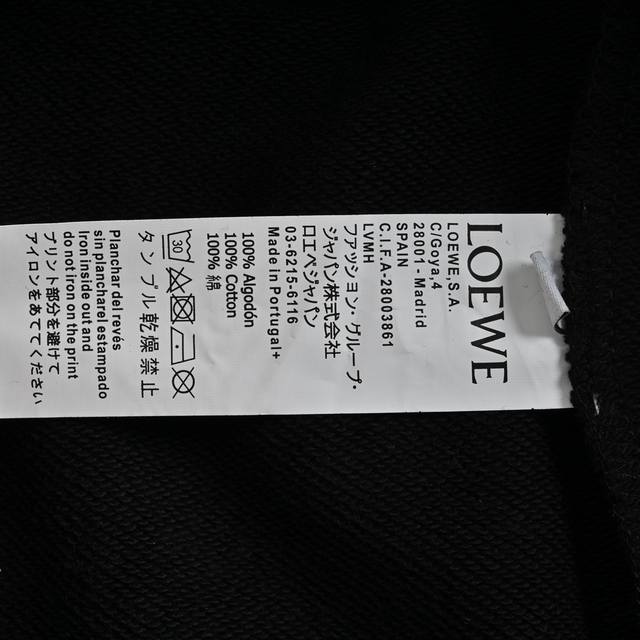 LOEWE
LOEWE,S.A.
C/Goya,4
28001 - Madrid
SPAIN
C.I.F.A-28003861
LVMH
ファッション・グループ・
ジャパン株式会社
ロエベジャパン
03-6215-6116
Made in Portugal+
100% Algodón
100% Cotton
100% 綿
30
タンブル乾燥禁止
Planchar del revés
sin plancharel estampado
Iron inside out and
do not iron on the print
プリント部分を避けて
アイロンをあててください